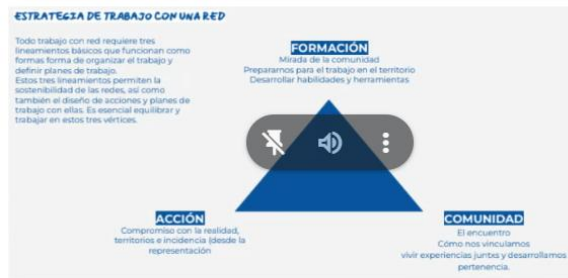 ESTRATEGIA DE TRABAJO CON UNA RED
Todo trabajo con red requiere tres
lineamientos básicos que funcionan como
formas forma de organizar el trabajo y
definir planes de trabajo.
Estos tres lineamientos permiten la
sostenibilidad de las redes, así como
también el diseño de acciones y planes de
trabajo con ellas. Es esencial equilibrar y
trabajar en estos tres vértices.
FORMACIÓN
Mirada de la comunidad
Prepararnos para el trabajo en el territorio
Desarrollar habilidades y herramientas
ACCIÓN
Compromiso con la realidad,
territorios e incidencia (desde la
representación
COMUNIDAD
El encuentro
Cómo nos vinculamos
vivir experiencias juntxs y desarrollamos
pertenencia.